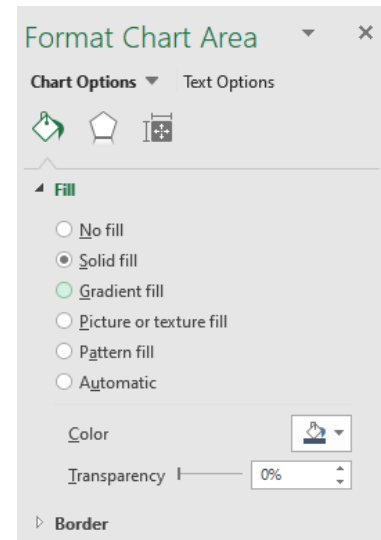 Format Chart Area
Chart Options Text Options
Fill
No fill
Solid fill
Gradient fill
Picture or texture fill
Pattern fill
Automatic
Color
Transparency 0%
Border